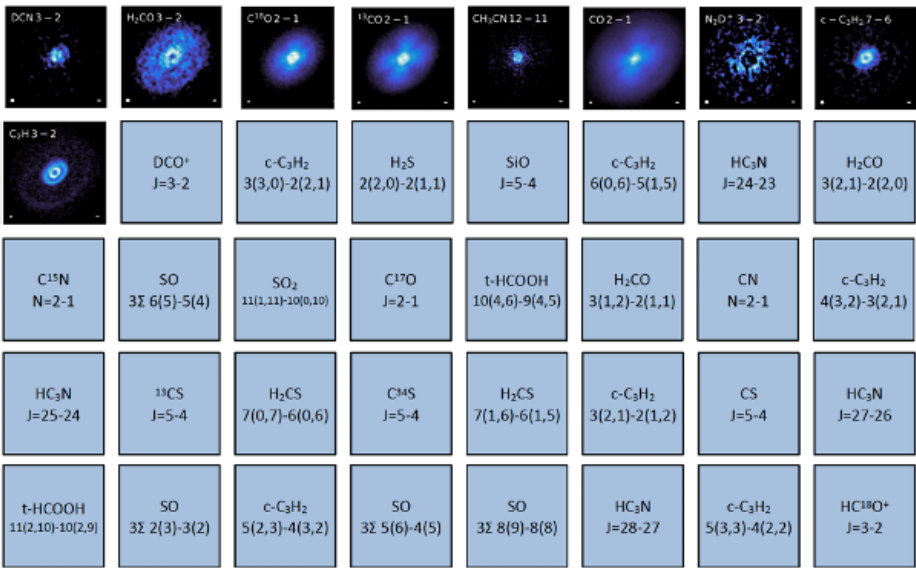 DCN 3 − 2
H₂CO 3 − 2
C¹⁸O 2 − 1
¹³CO 2 − 1
CH₃CN 12 − 11
CO 2 − 1
N₂D⁺ 3 − 2
c − C₃H₂ 7 − 6
C₂H 3 − 2
DCO⁺
J=3-2
c-C₃H₂
3(3,0)-2(2,1)
H₂S
2(2,0)-2(1,1)
SiO
J=5-4
c-C₃H₂
6(0,6)-5(1,5)
HC₃N
J=24-23
H₂CO
3(2,1)-2(2,0)
C¹⁵N
N=2-1
SO
3Σ 6(5)-5(4)
SO₂
11(1,11)-10(0,10)
C¹⁷O
J=2-1
t-HCOOH
10(4,6)-9(4,5)
H₂CO
3(1,2)-2(1,1)
CN
N=2-1
c-C₃H₂
4(3,2)-3(2,1)
HC₃N
J=25-24
¹³CS
J=5-4
H₂CS
7(0,7)-6(0,6)
C³⁴S
J=5-4
H₂CS
7(1,6)-6(1,5)
c-C₃H₂
3(2,1)-2(1,2)
CS
J=5-4
HC₃N
J=27-26
t-HCOOH
11(2,10)-10(2,9)
SO
3Σ 2(3)-3(2)
c-C₃H₂
5(2,3)-4(3,2)
SO
3Σ 5(6)-4(5)
SO
3Σ 8(9)-8(8)
HC₃N
J=28-27
c-C₃H₂
5(3,3)-4(2,2)
HC¹⁸O⁺
J=3-2